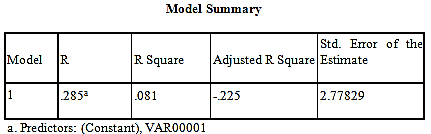 Model Summary
Model R R Square Adjusted R Square Std. Error of the Estimate
1 .285a .081 -.225 2.77829
a. Predictors: (Constant), VAR00001